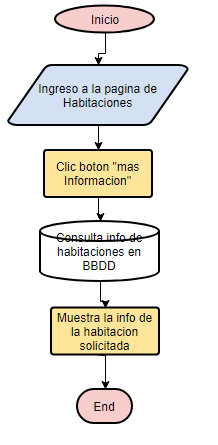 Inicio
Ingreso a la pagina de
Habitaciones
Clic boton "mas
Informacion"
Consulta info de
habitaciones en
BBDD
Muestra la info de
la habitacion
solicitada
End